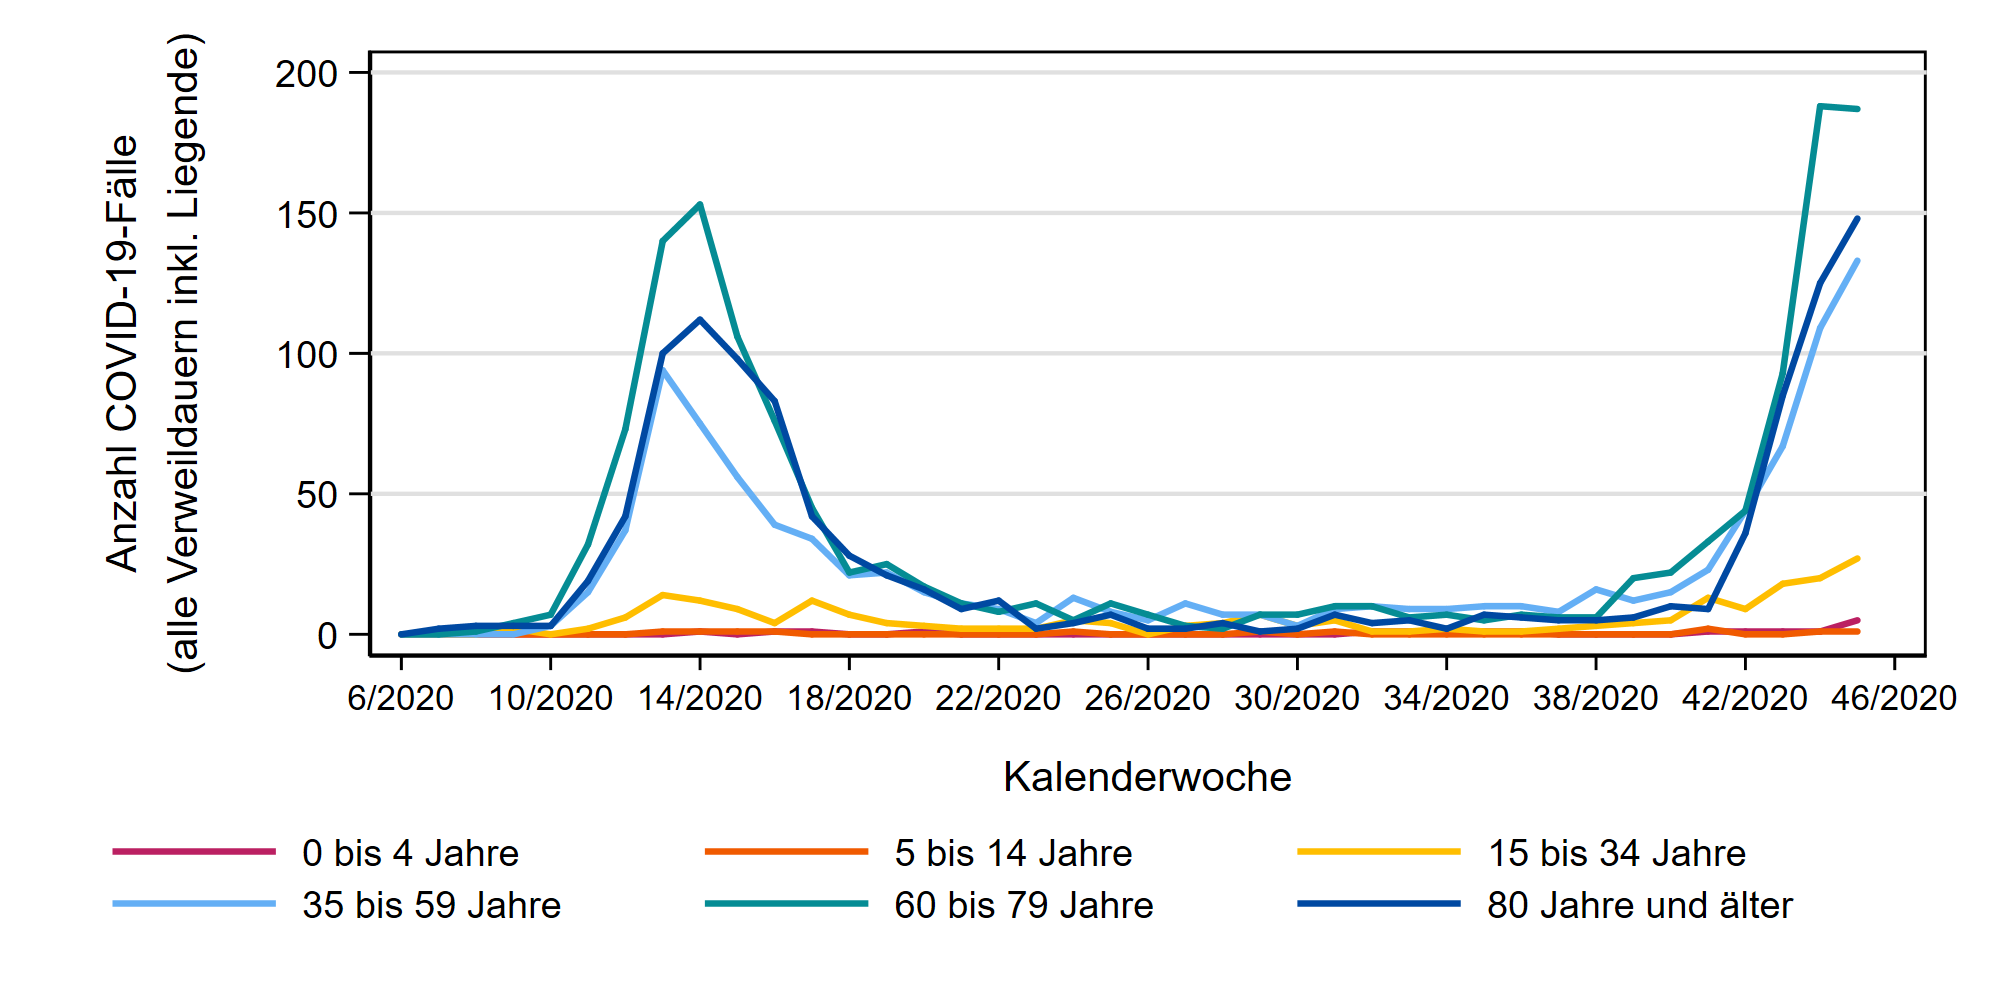 Anzahl COVID-19-Fälle
(alle Verweildauern inkl. Liegende)
200
150
100
50
0
6/2020 10/2020 14/2020 18/2020 22/2020 26/2020 30/2020 34/2020 38/2020 42/2020 46/2020
Kalenderwoche
0 bis 4 Jahre 5 bis 14 Jahre 15 bis 34 Jahre
35 bis 59 Jahre 60 bis 79 Jahre 80 Jahre und älter